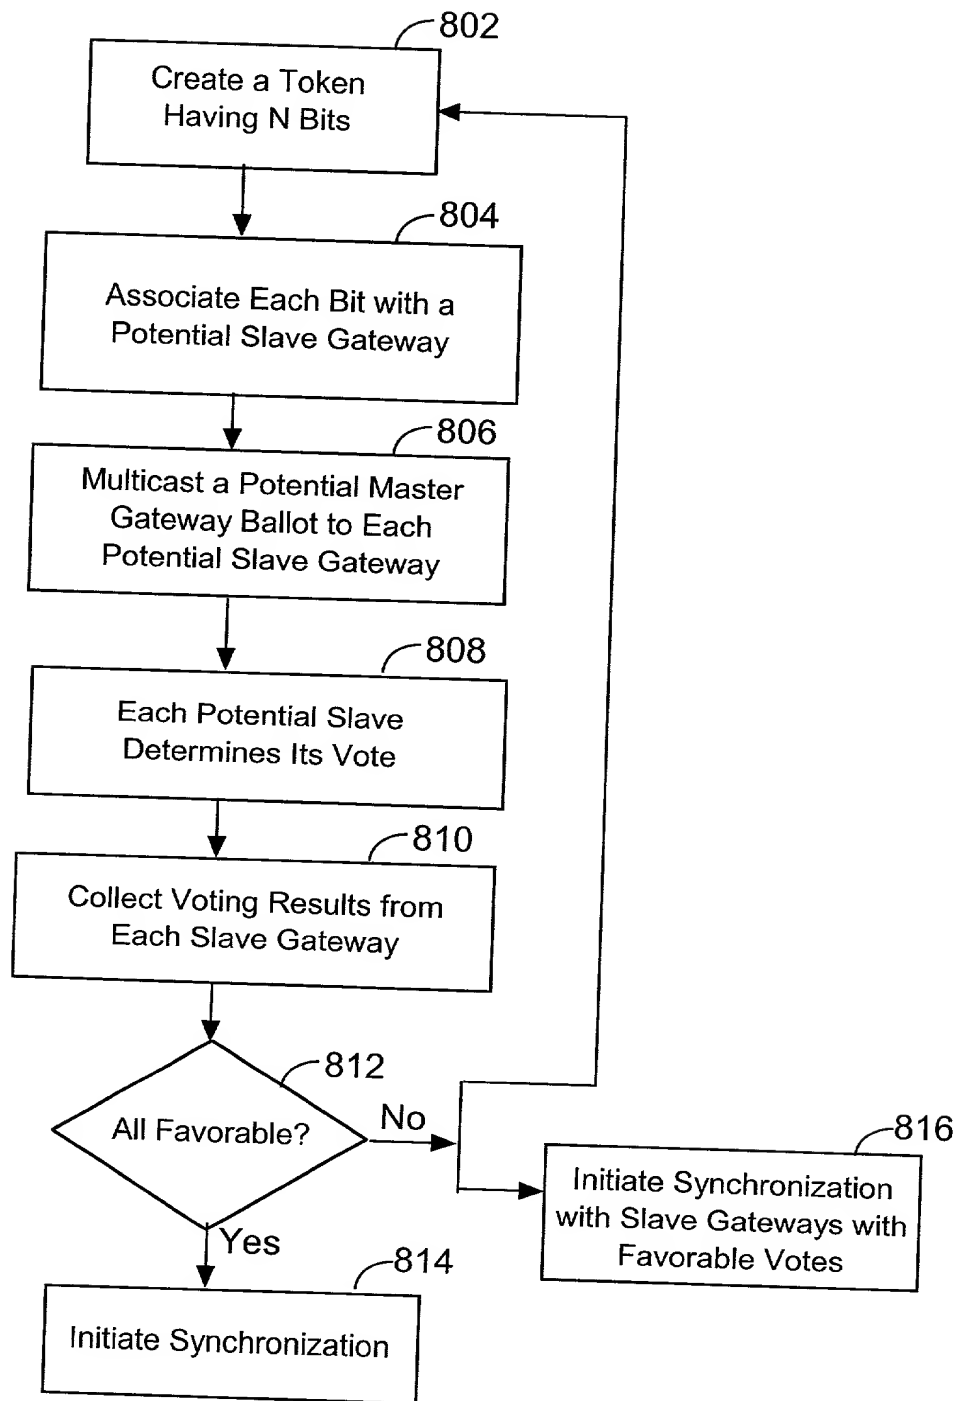 802
Create a Token
Having N Bits
804
Associate Each Bit with a
Potential Slave Gateway
806
Multicast a Potential Master
Gateway Ballot to Each
Potential Slave Gateway
808
Each Potential Slave
Determines Its Vote
810
Collect Voting Results from
Each Slave Gateway
812
All Favorable?
No
816
Initiate Synchronization
with Slave Gateways with
Favorable Votes
Yes
814
Initiate Synchronization